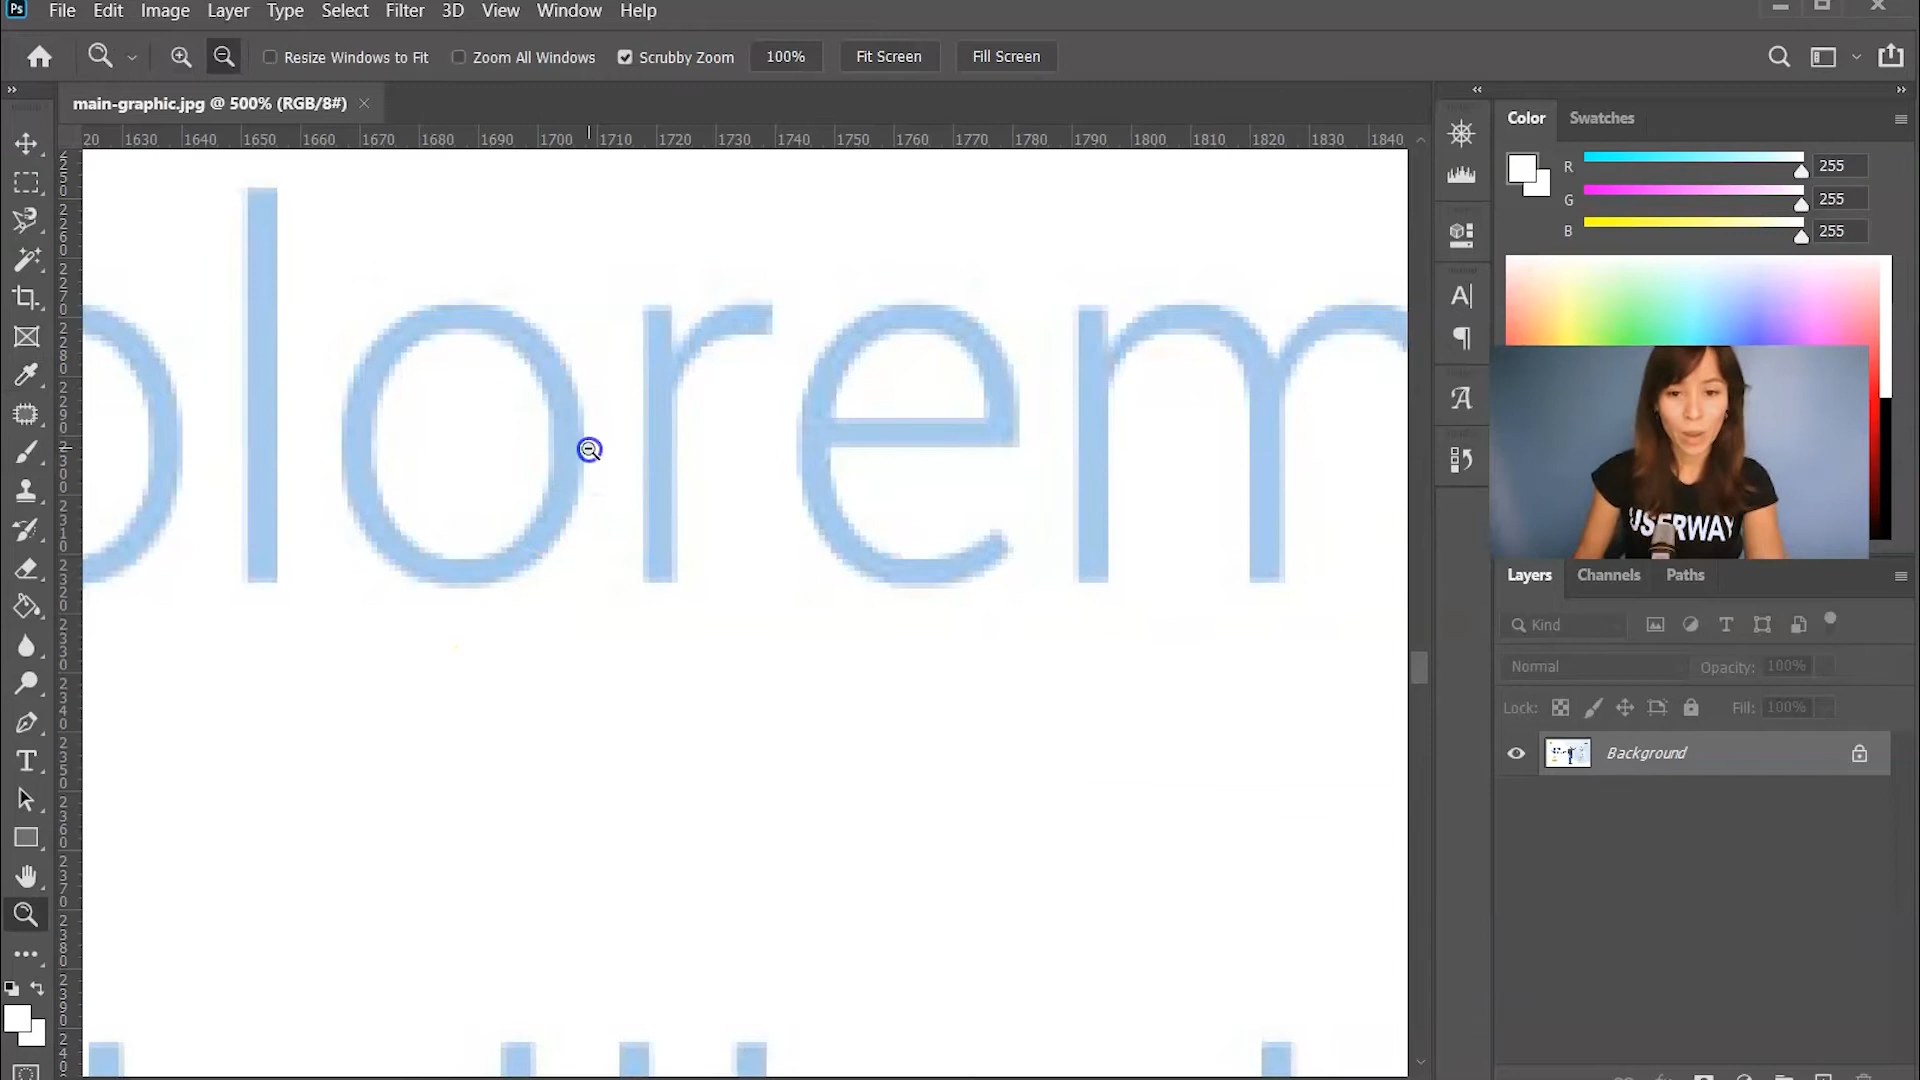 Ps File Edit Image Layer Type Select Filter 3D View Window Help
Resize Windows to Fit Zoom All Windows Scrubby Zoom 100% Fit Screen Fill Screen
main-graphic.jpg @ 500% (RGB/8#)
20 1630 1640 1650 1660 1670 1680 1690 1700 1710 1720 1730 1740 1750 1760 1770 1780 1790 1800 1810 1820 1830 1840
olorem
Color Swatches
R 255
G 255
B 255
USERWAY
Layers Channels Paths
Kind
Normal Opacity: 100%
Lock: Fill: 100%
Background